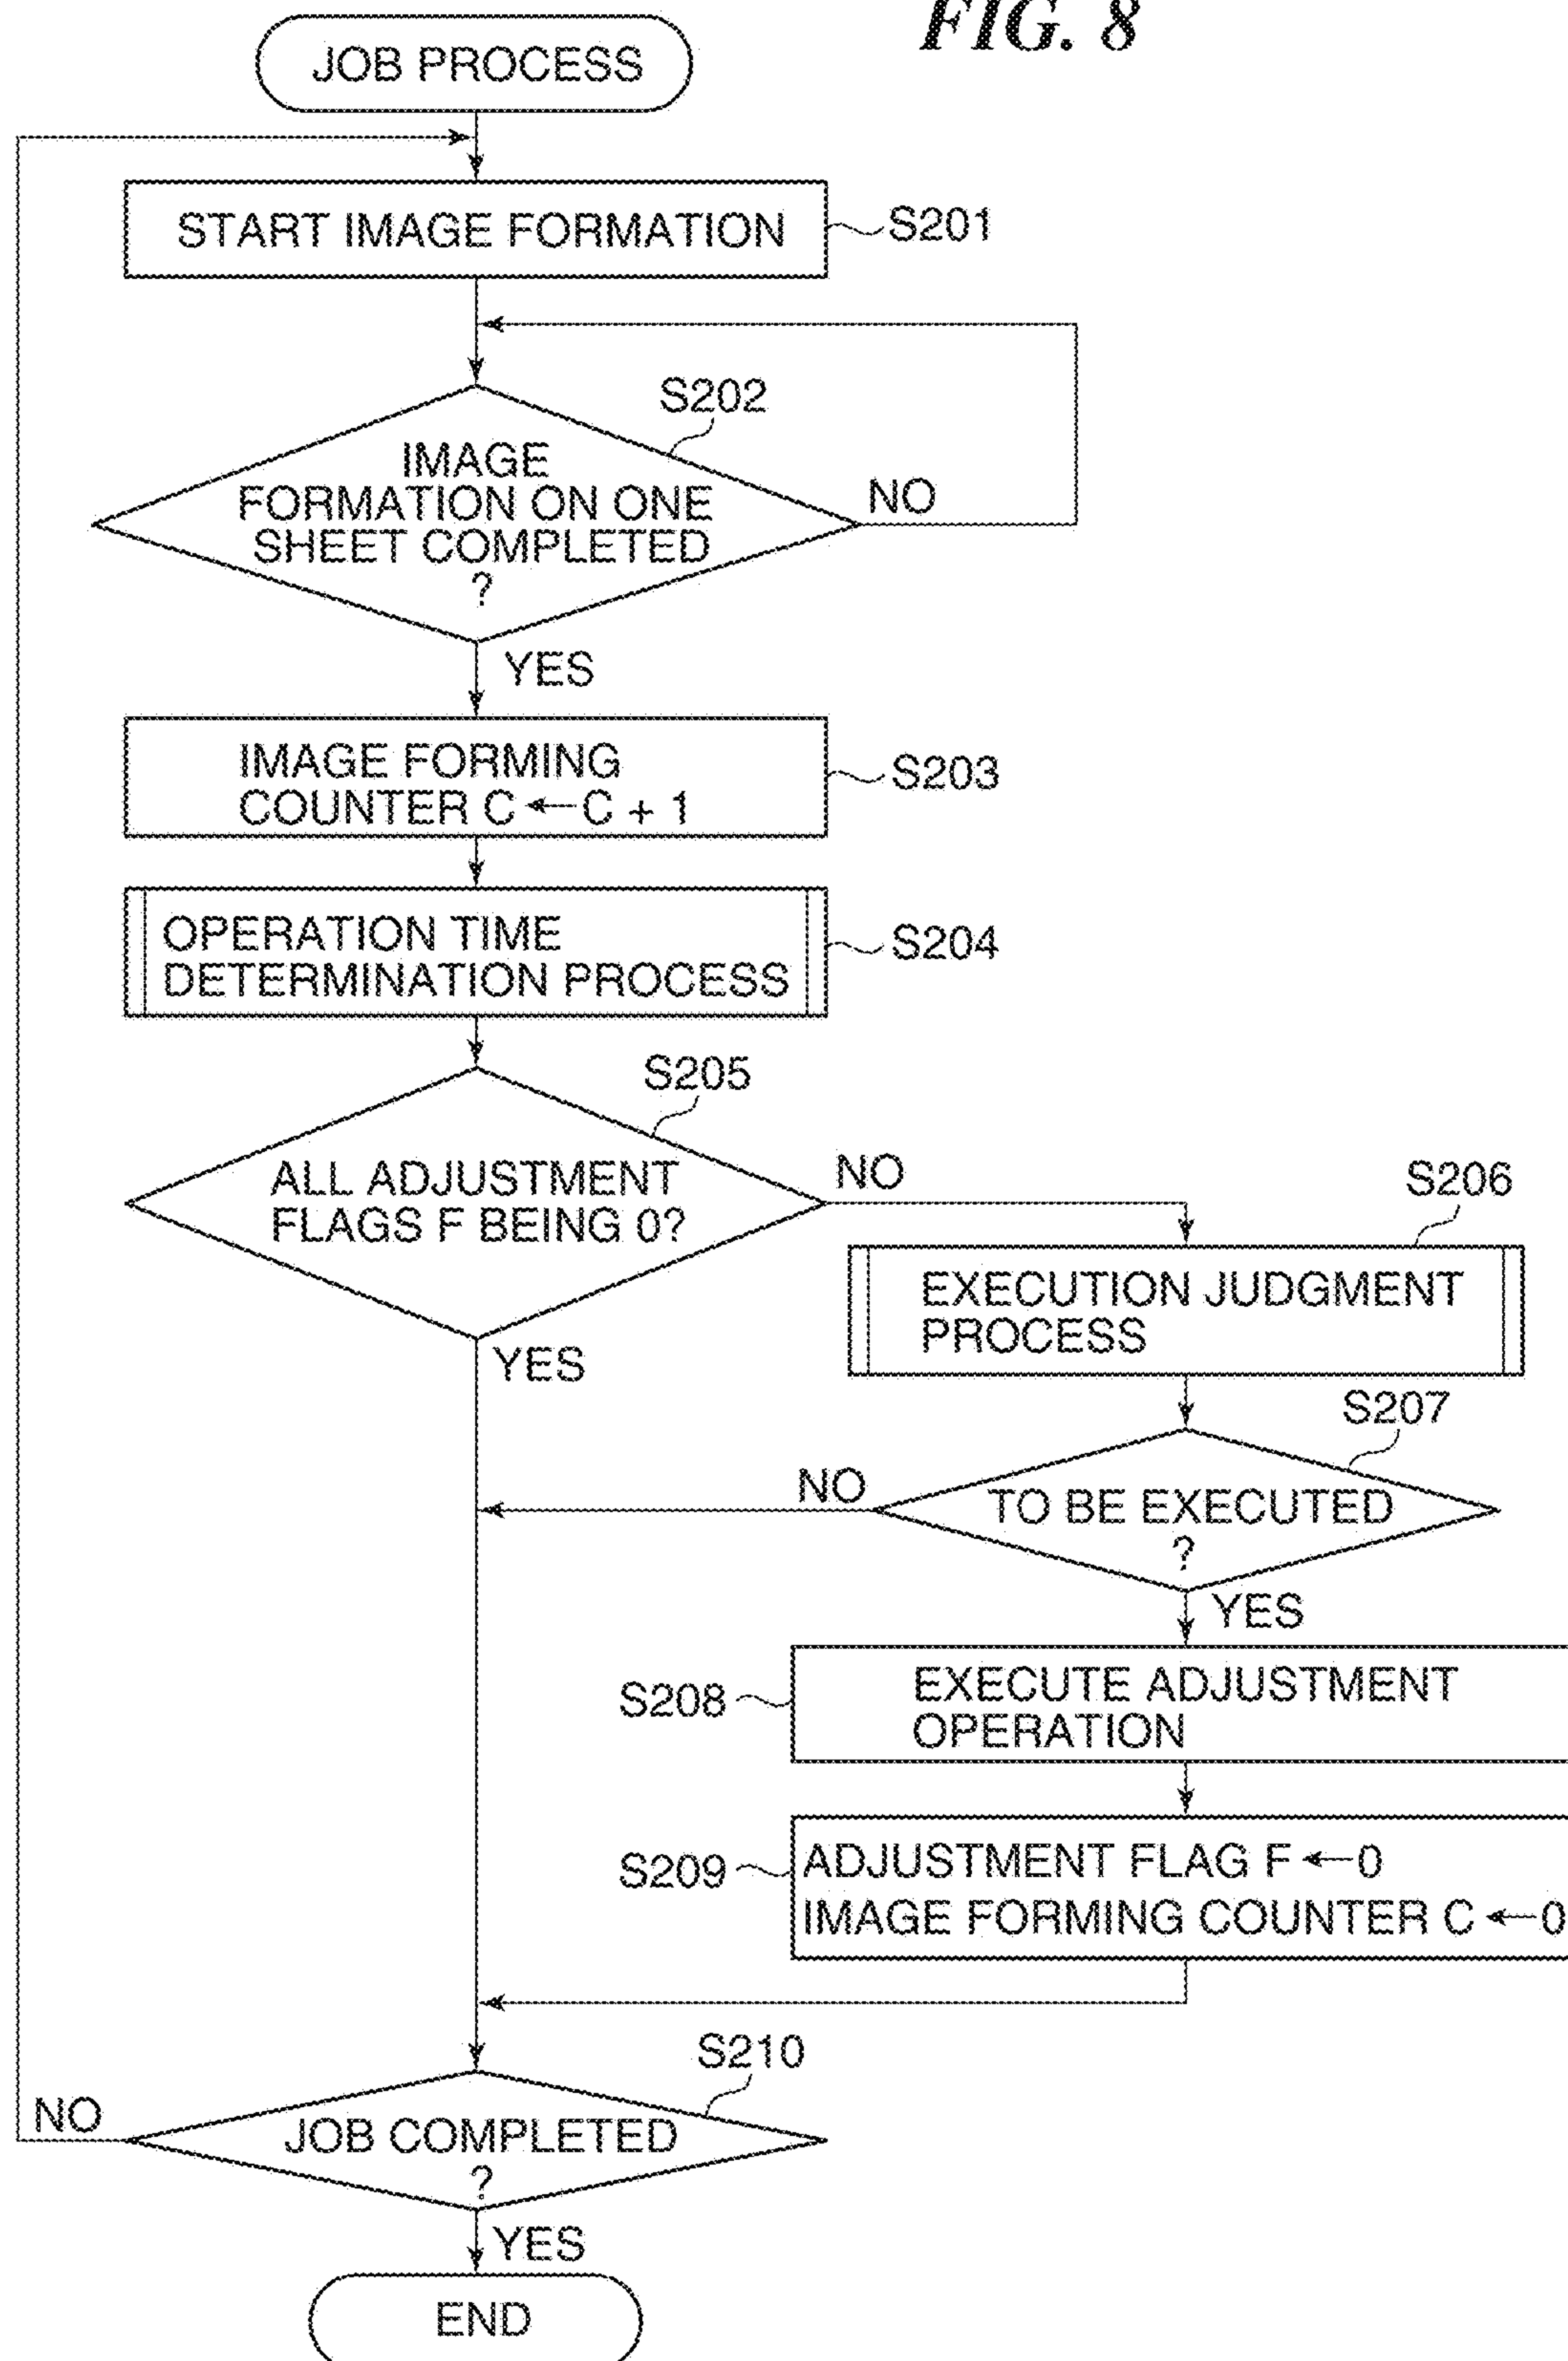 FIG. 8
JOB PROCESS
START IMAGE FORMATION
S201
S202
IMAGE
FORMATION ON ONE
SHEET COMPLETED
?
NO
YES
IMAGE FORMING
COUNTER C ← C + 1
S203
OPERATION TIME
DETERMINATION PROCESS
S204
S205
ALL ADJUSTMENT
FLAGS F BEING 0?
NO
YES
S206
EXECUTION JUDGMENT
PROCESS
S207
TO BE EXECUTED
?
NO
YES
S208
EXECUTE ADJUSTMENT
OPERATION
S209
ADJUSTMENT FLAG F ← 0
IMAGE FORMING COUNTER C ← 0
S210
JOB COMPLETED
?
NO
YES
END